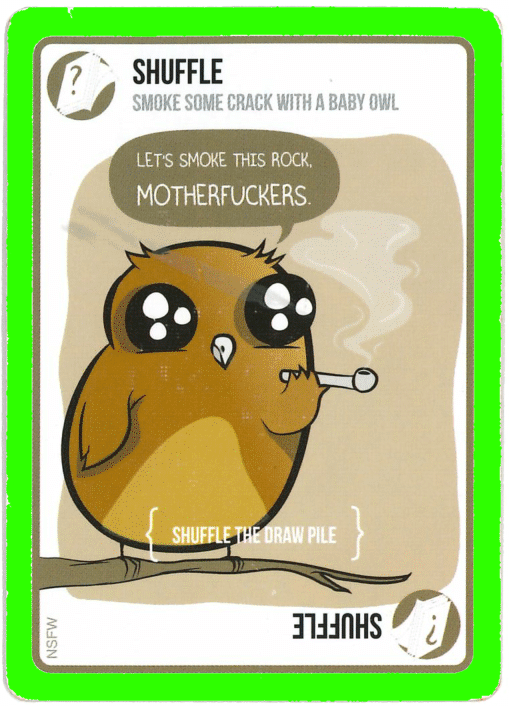 ?
SHUFFLE
SMOKE SOME CRACK WITH A BABY OWL
LET'S SMOKE THIS ROCK,
MOTHERFUCKERS.
{ SHUFFLE THE DRAW PILE }
SHUFFLE
?
NSFW